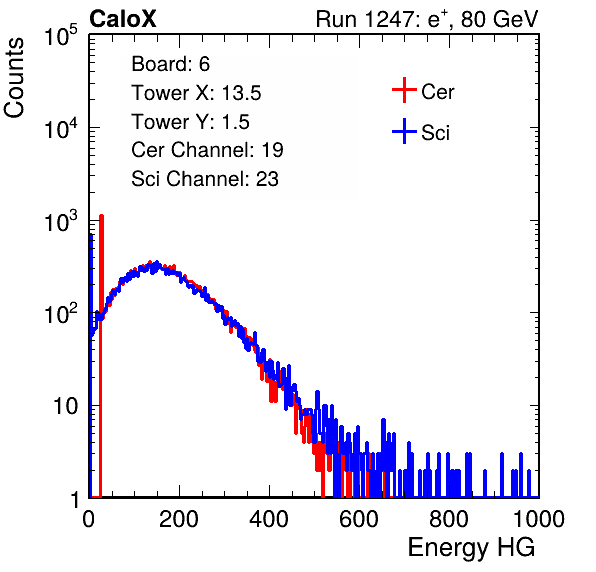 CaloX Run 1247: e⁺, 80 GeV
Counts
Board: 6
Tower X: 13.5
Tower Y: 1.5
Cer Channel: 19
Sci Channel: 23
Cer
Sci
10⁵
10⁴
10³
10²
10
1
0 200 400 600 800 1000
Energy HG